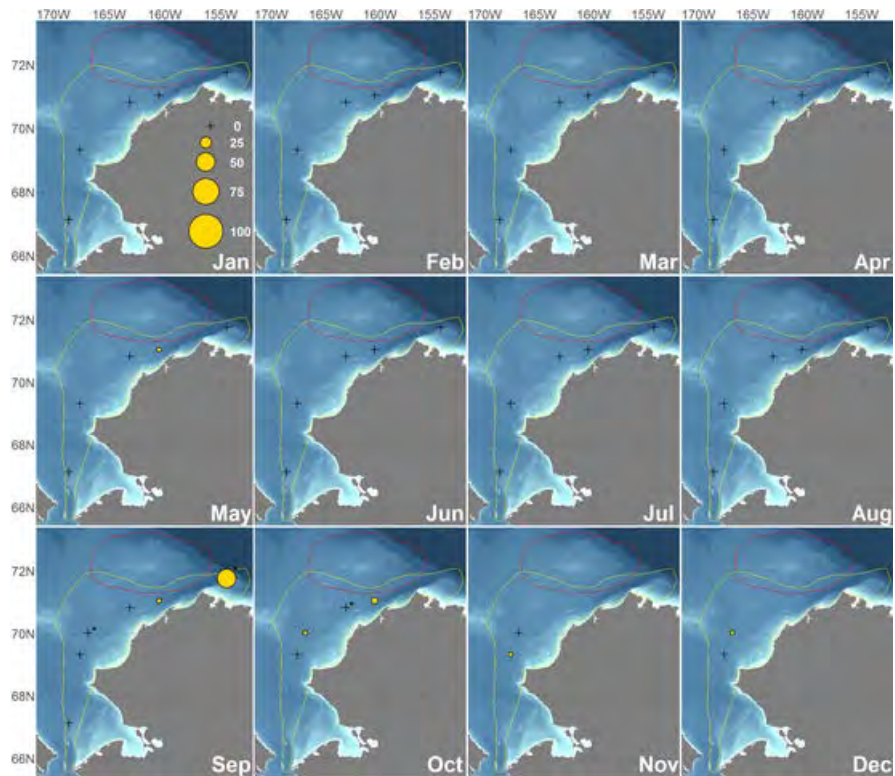 170W 165W 160W 155W 170W 165W 160W 155W 170W 165W 160W 155W 170W 165W 160W 155W
72N
70N
68N
66N
0
25
50
75
100
Jan Feb Mar Apr
72N
70N
68N
66N
May Jun Jul Aug
72N
70N
68N
66N
Sep Oct Nov Dec